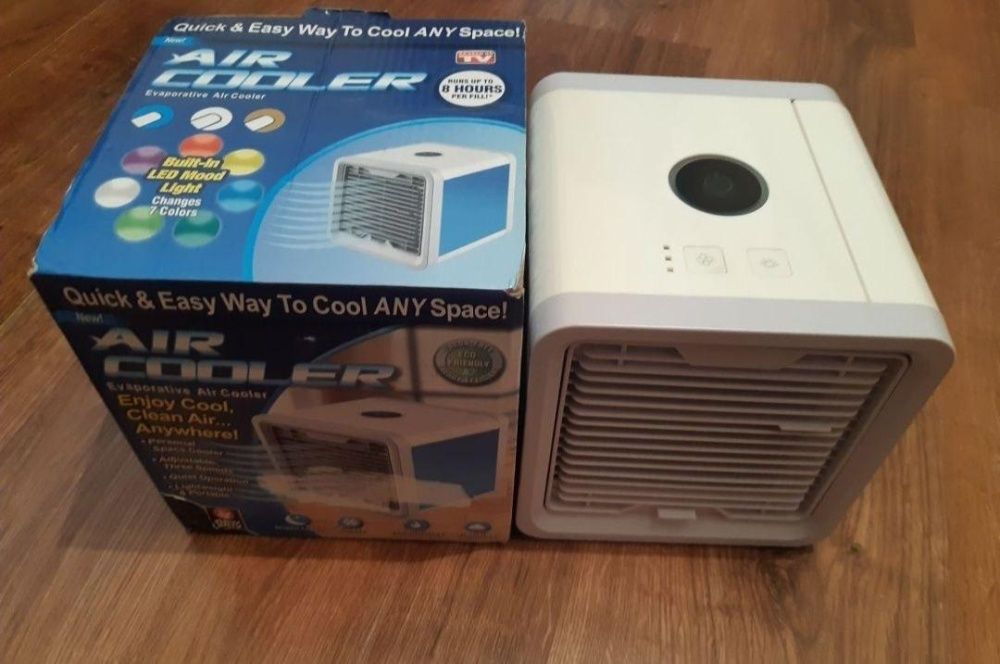 Quick & Easy Way To Cool ANY Space!
New!
AIR
COOLER
Evaporative Air Cooler
TV
RUNS UP TO
8 HOURS
PER FILL!*
Built-In
LED Mood
Light
Changes
7 Colors
Quick & Easy Way To Cool ANY Space!
New!
AIR
COOLER
Evaporative Air Cooler
ECO
FRIENDLY
Enjoy Cool,
Clean Air...
Anywhere!
• Personal
Space Cooler
• Adjustable,
Three Speeds
• Quiet Operation
• Lightweight
& Portable